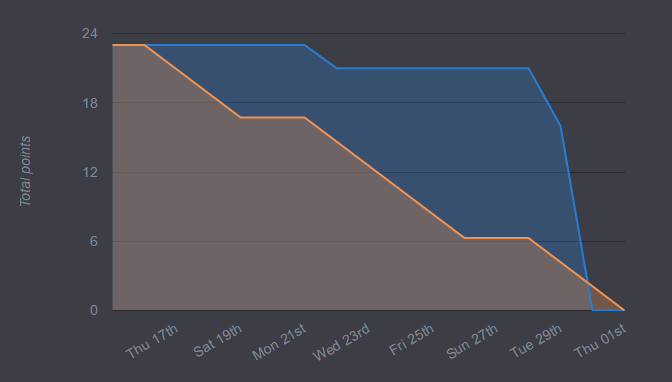 Total points
24
18
12
6
0
Thu 17th
Sat 19th
Mon 21st
Wed 23rd
Fri 25th
Sun 27th
Tue 29th
Thu 01st